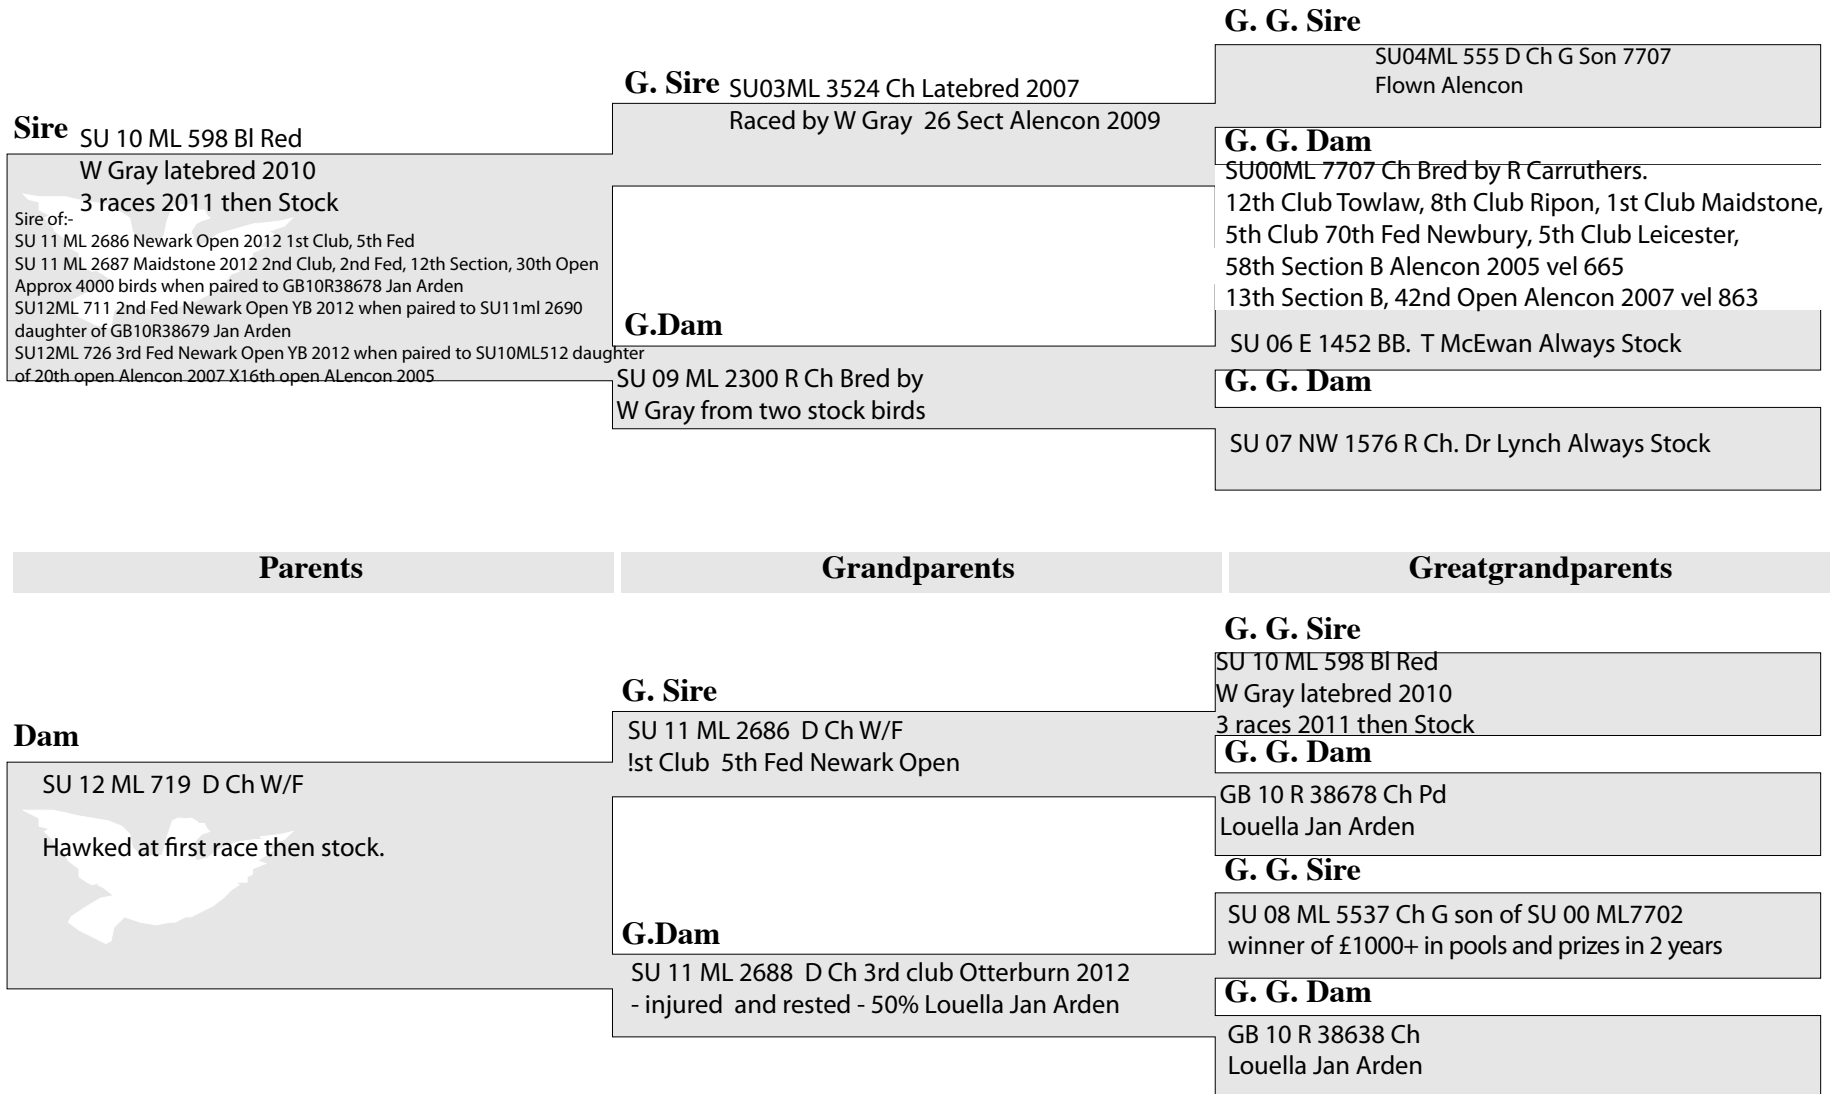 Sire
SU 10 ML 598 Bl Red
W Gray latebred 2010
3 races 2011 then Stock
Sire of:-
SU 11 ML 2686 Newark Open 2012 1st Club, 5th Fed
SU 11 ML 2687 Maidstone 2012 2nd Club, 2nd Fed, 12th Section, 30th Open
Approx 4000 birds when paired to GB10R38678 Jan Arden
SU12ML 711 2nd Fed Newark Open YB 2012 when paired to SU11ml 2690
daughter of GB10R38679 Jan Arden
SU12ML 726 3rd Fed Newark Open YB 2012 when paired to SU10ML512 daughter
of 20th open Alencon 2007 X16th open ALencon 2005
G. Sire
SU03ML 3524 Ch Latebred 2007
Raced by W Gray 26 Sect Alencon 2009
G.Dam
SU 09 ML 2300 R Ch Bred by
W Gray from two stock birds
G. G. Sire
SU04ML 555 D Ch G Son 7707
Flown Alencon
G. G. Dam
SU00ML 7707 Ch Bred by R Carruthers.
12th Club Towlaw, 8th Club Ripon, 1st Club Maidstone,
5th Club 70th Fed Newbury, 5th Club Leicester,
58th Section B Alencon 2005 vel 665
13th Section B, 42nd Open Alencon 2007 vel 863
SU 06 E 1452 BB. T McEwan Always Stock
G. G. Dam
SU 07 NW 1576 R Ch. Dr Lynch Always Stock
Parents
Grandparents
Greatgrandparents
Dam
SU 12 ML 719 D Ch W/F
Hawked at first race then stock.
G. Sire
SU 11 ML 2686 D Ch W/F
!st Club 5th Fed Newark Open
G.Dam
SU 11 ML 2688 D Ch 3rd club Otterburn 2012
- injured and rested - 50% Louella Jan Arden
G. G. Sire
SU 10 ML 598 Bl Red
W Gray latebred 2010
3 races 2011 then Stock
G. G. Dam
GB 10 R 38678 Ch Pd
Louella Jan Arden
G. G. Sire
SU 08 ML 5537 Ch G son of SU 00 ML7702
winner of £1000+ in pools and prizes in 2 years
G. G. Dam
GB 10 R 38638 Ch
Louella Jan Arden